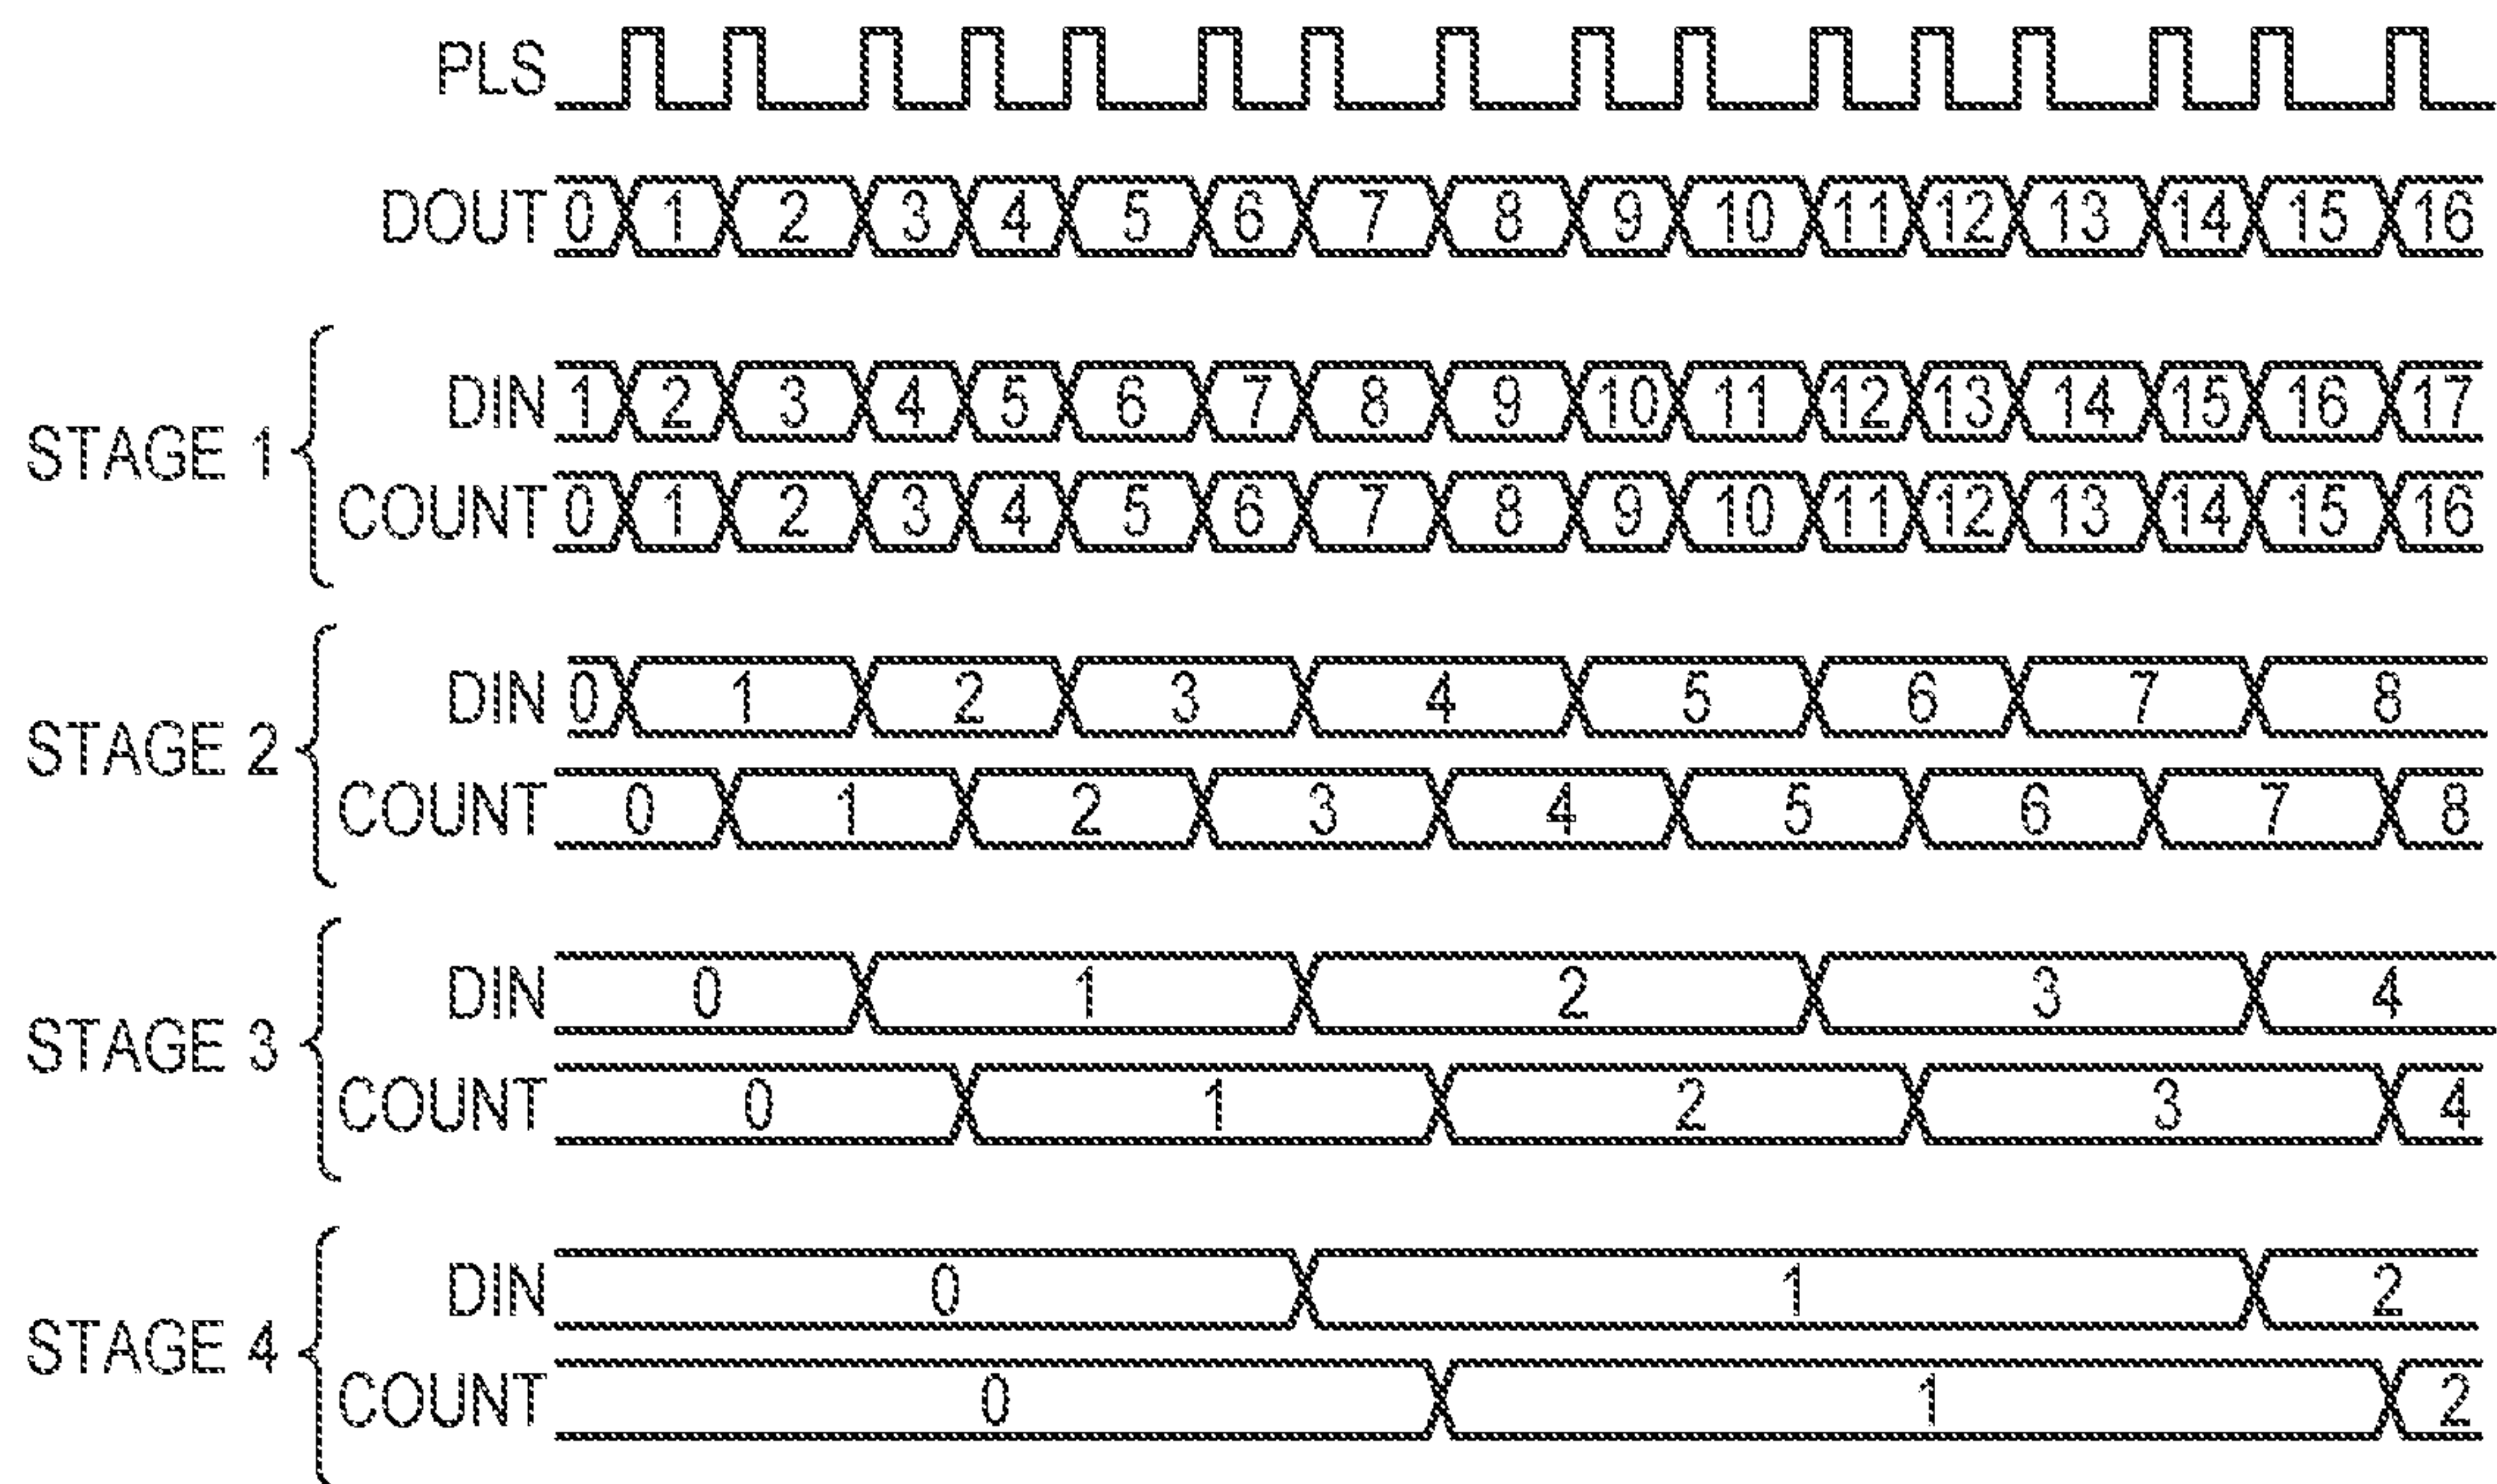 PLS
DOUT 0 1 2 3 4 5 6 7 8 9 10 11 12 13 14 15 16
STAGE 1
DIN 1 2 3 4 5 6 7 8 9 10 11 12 13 14 15 16 17
COUNT 0 1 2 3 4 5 6 7 8 9 10 11 12 13 14 15 16
STAGE 2
DIN 0 1 2 3 4 5 6 7 8
COUNT 0 1 2 3 4 5 6 7 8
STAGE 3
DIN 0 1 2 3 4
COUNT 0 1 2 3 4
STAGE 4
DIN 0 1 2
COUNT 0 1 2